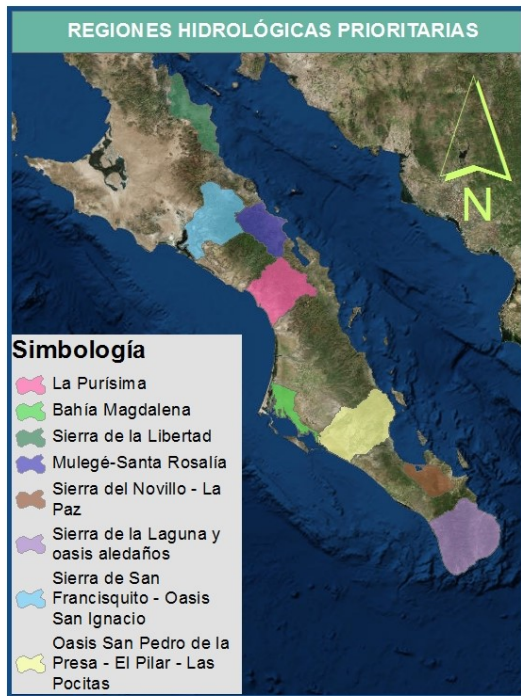 REGIONES HIDROLÓGICAS PRIORITARIAS
N
Simbología
La Purísima
Bahía Magdalena
Sierra de la Libertad
Mulegé-Santa Rosalía
Sierra del Novillo - La
Paz
Sierra de la Laguna y
oasis aledaños
Sierra de San
Francisquito - Oasis
San Ignacio
Oasis San Pedro de la
Presa - El Pilar - Las
Pocitas